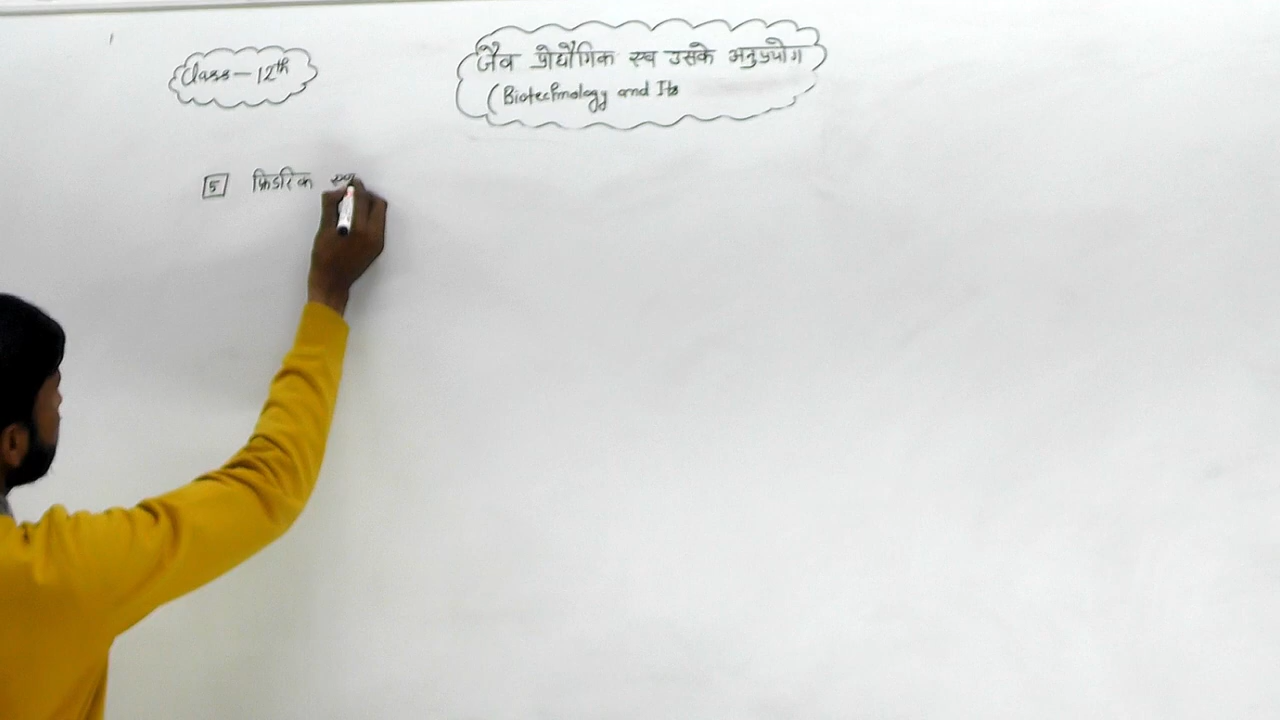 Class-12th
जैव प्रोद्यौगिक एवं उसके अनुप्रयोग
(Biotechnology and Its
5 फ्रिडरिक